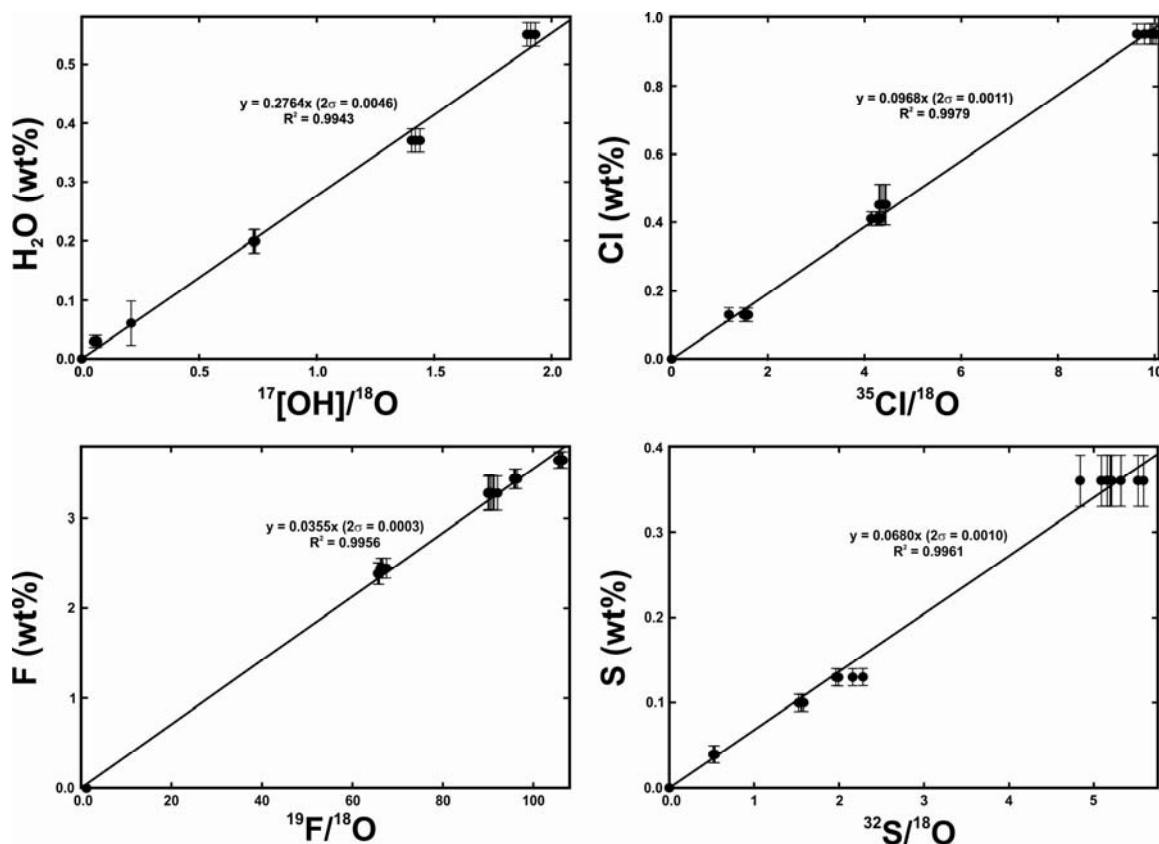 H₂O (wt%)
0.5
0.4
0.3
0.2
0.1
0.0
y = 0.2764x (2σ = 0.0046)
R² = 0.9943
0.0 0.5 1.0 1.5 2.0
¹⁷[OH]/¹⁸O
Cl (wt%)
1.0
0.8
0.6
0.4
0.2
0.0
y = 0.0968x (2σ = 0.0011)
R² = 0.9979
0 2 4 6 8 10
³⁵Cl/¹⁸O
F (wt%)
3
2
1
0.0
y = 0.0355x (2σ = 0.0003)
R² = 0.9956
20 40 60 80 100
¹⁹F/¹⁸O
S (wt%)
0.4
0.3
0.2
0.1
0.0
y = 0.0680x (2σ = 0.0010)
R² = 0.9961
0.0 1 2 3 4 5
³²S/¹⁸O